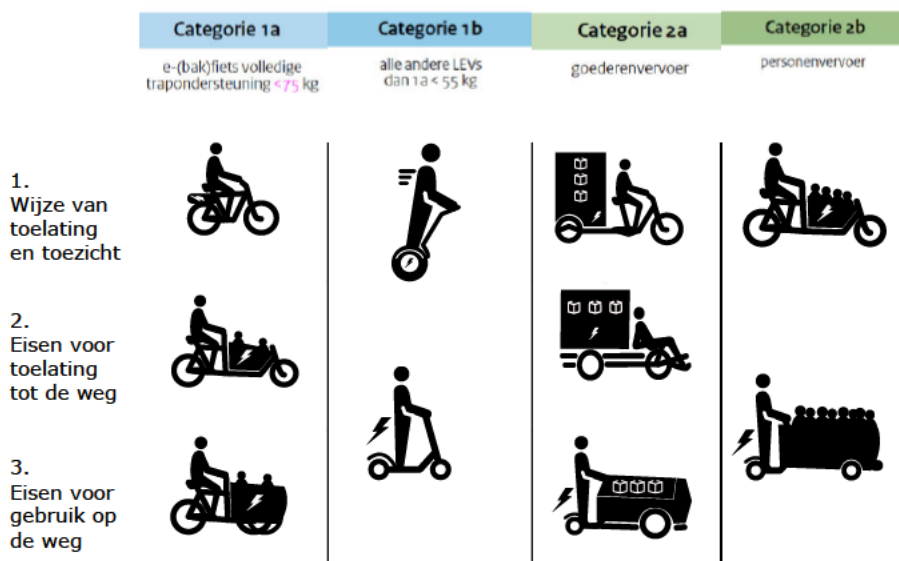 Categorie 1a
Categorie 1b
Categorie 2a
Categorie 2b
e-(bak)fiets volledige
trapondersteuning <75 kg
alle andere LEVs
dan 1a < 55 kg
goederenvervoer
personenvervoer
1.
Wijze van
toelating
en toezicht
2.
Eisen voor
toelating
tot de weg
3.
Eisen voor
gebruik op
de weg